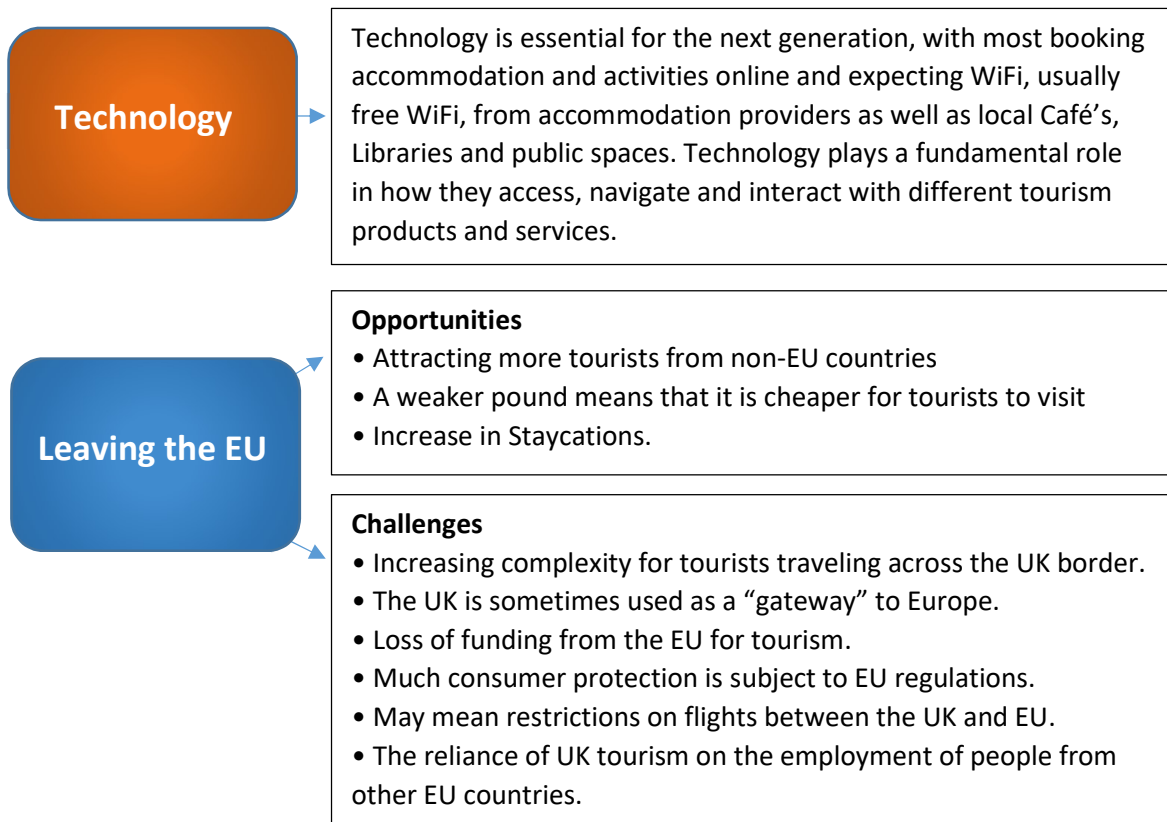 Technology
Technology is essential for the next generation, with most booking
accommodation and activities online and expecting WiFi, usually
free WiFi, from accommodation providers as well as local Café’s,
Libraries and public spaces. Technology plays a fundamental role
in how they access, navigate and interact with different tourism
products and services.
Leaving the EU
Opportunities
• Attracting more tourists from non-EU countries
• A weaker pound means that it is cheaper for tourists to visit
• Increase in Staycations.
Challenges
• Increasing complexity for tourists traveling across the UK border.
• The UK is sometimes used as a “gateway” to Europe.
• Loss of funding from the EU for tourism.
• Much consumer protection is subject to EU regulations.
• May mean restrictions on flights between the UK and EU.
• The reliance of UK tourism on the employment of people from
other EU countries.